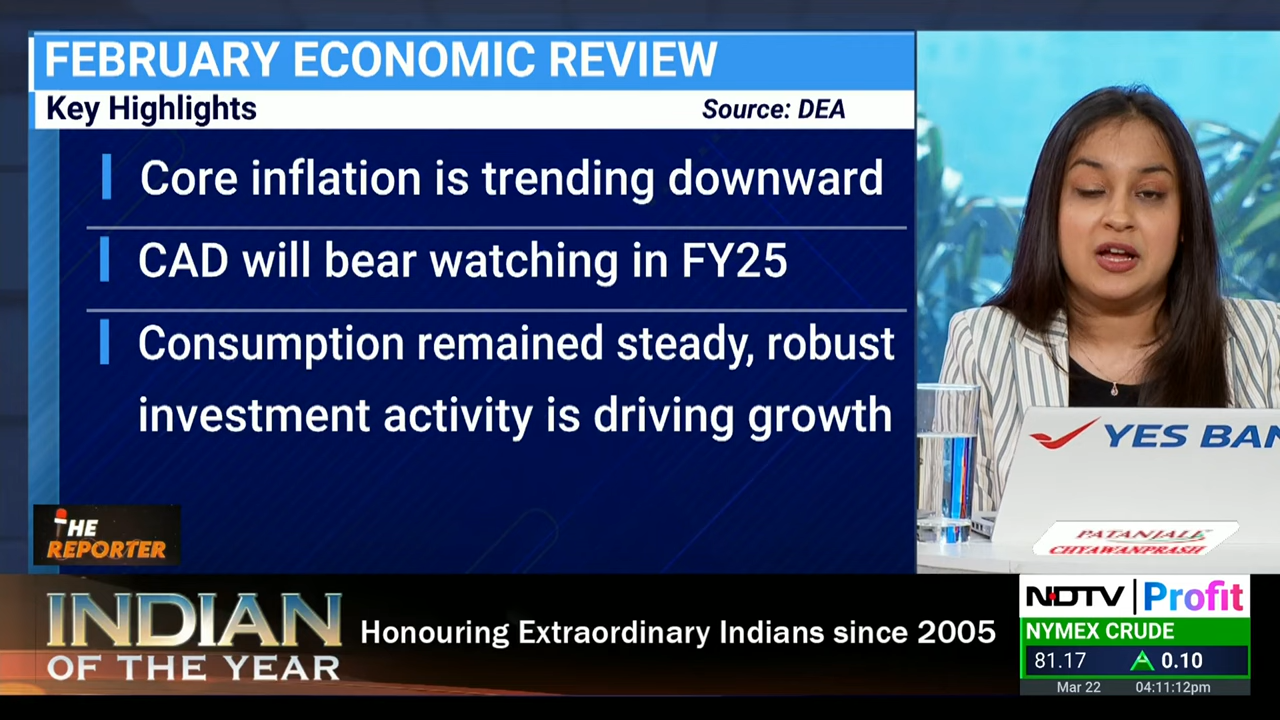 FEBRUARY ECONOMIC REVIEW
Key Highlights
Source: DEA
Core inflation is trending downward
CAD will bear watching in FY25
Consumption remained steady, robust
investment activity is driving growth
YES BAN
PATANJALI
CHYAWANPRASH
THE
REPORTER
INDIAN
OF THE YEAR
Honouring Extraordinary Indians since 2005
NDTV Profit
NYMEX CRUDE
81.17 0.10
Mar 22 04:11:12pm